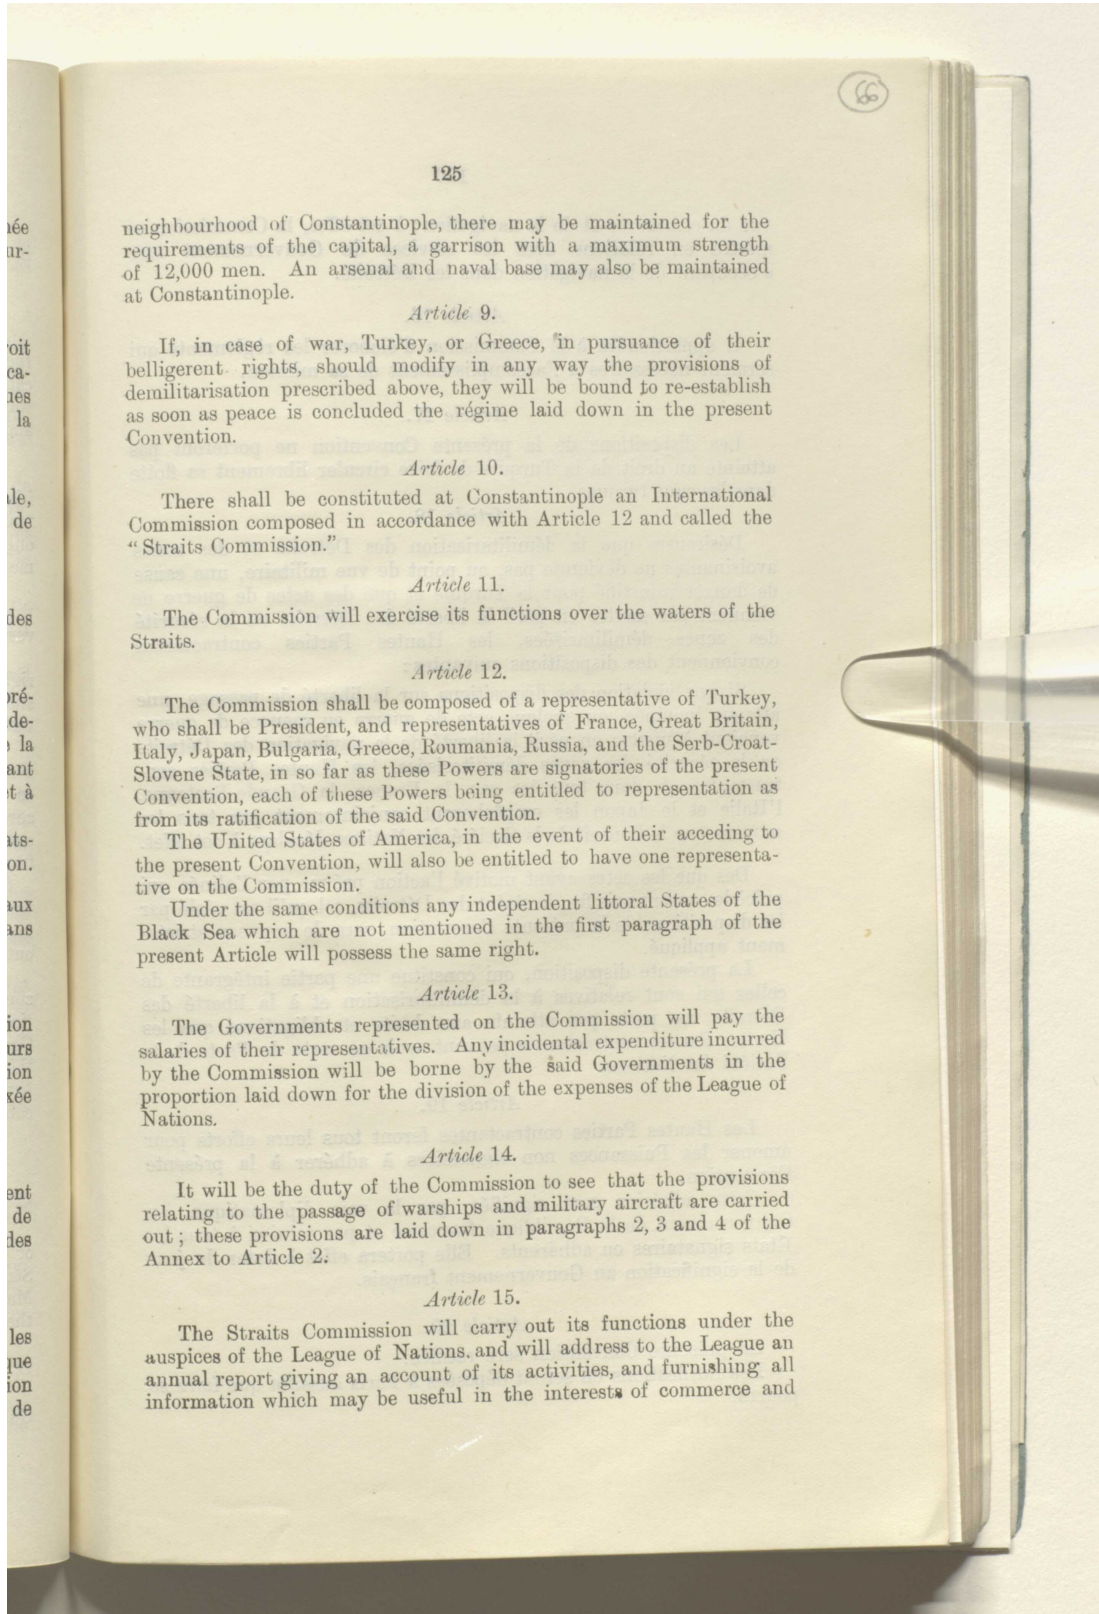 66
125
neighbourhood of Constantinople, there may be maintained for the
requirements of the capital, a garrison with a maximum strength
of 12,000 men. An arsenal and naval base may also be maintained
at Constantinople.
Article 9.
If, in case of war, Turkey, or Greece, in pursuance of their
belligerent rights, should modify in any way the provisions of
demilitarisation prescribed above, they will be bound to re-establish
as soon as peace is concluded the régime laid down in the present
Convention.
Article 10.
There shall be constituted at Constantinople an International
Commission composed in accordance with Article 12 and called the
“ Straits Commission.”
Article 11.
The Commission will exercise its functions over the waters of the
Straits.
Article 12.
The Commission shall be composed of a representative of Turkey,
who shall be President, and representatives of France, Great Britain,
Italy, Japan, Bulgaria, Greece, Roumania, Russia, and the Serb-Croat-
Slovene State, in so far as these Powers are signatories of the present
Convention, each of these Powers being entitled to representation as
from its ratification of the said Convention.
The United States of America, in the event of their acceding to
the present Convention, will also be entitled to have one representa-
tive on the Commission.
Under the same conditions any independent littoral States of the
Black Sea which are not mentioned in the first paragraph of the
present Article will possess the same right.
Article 13.
The Governments represented on the Commission will pay the
salaries of their representatives. Any incidental expenditure incurred
by the Commission will be borne by the said Governments in the
proportion laid down for the division of the expenses of the League of
Nations.
Article 14.
It will be the duty of the Commission to see that the provisions
relating to the passage of warships and military aircraft are carried
out ; these provisions are laid down in paragraphs 2, 3 and 4 of the
Annex to Article 2.
Article 15.
The Straits Commission will carry out its functions under the
auspices of the League of Nations, and will address to the League an
annual report giving an account of its activities, and furnishing all
information which may be useful in the interests of commerce and